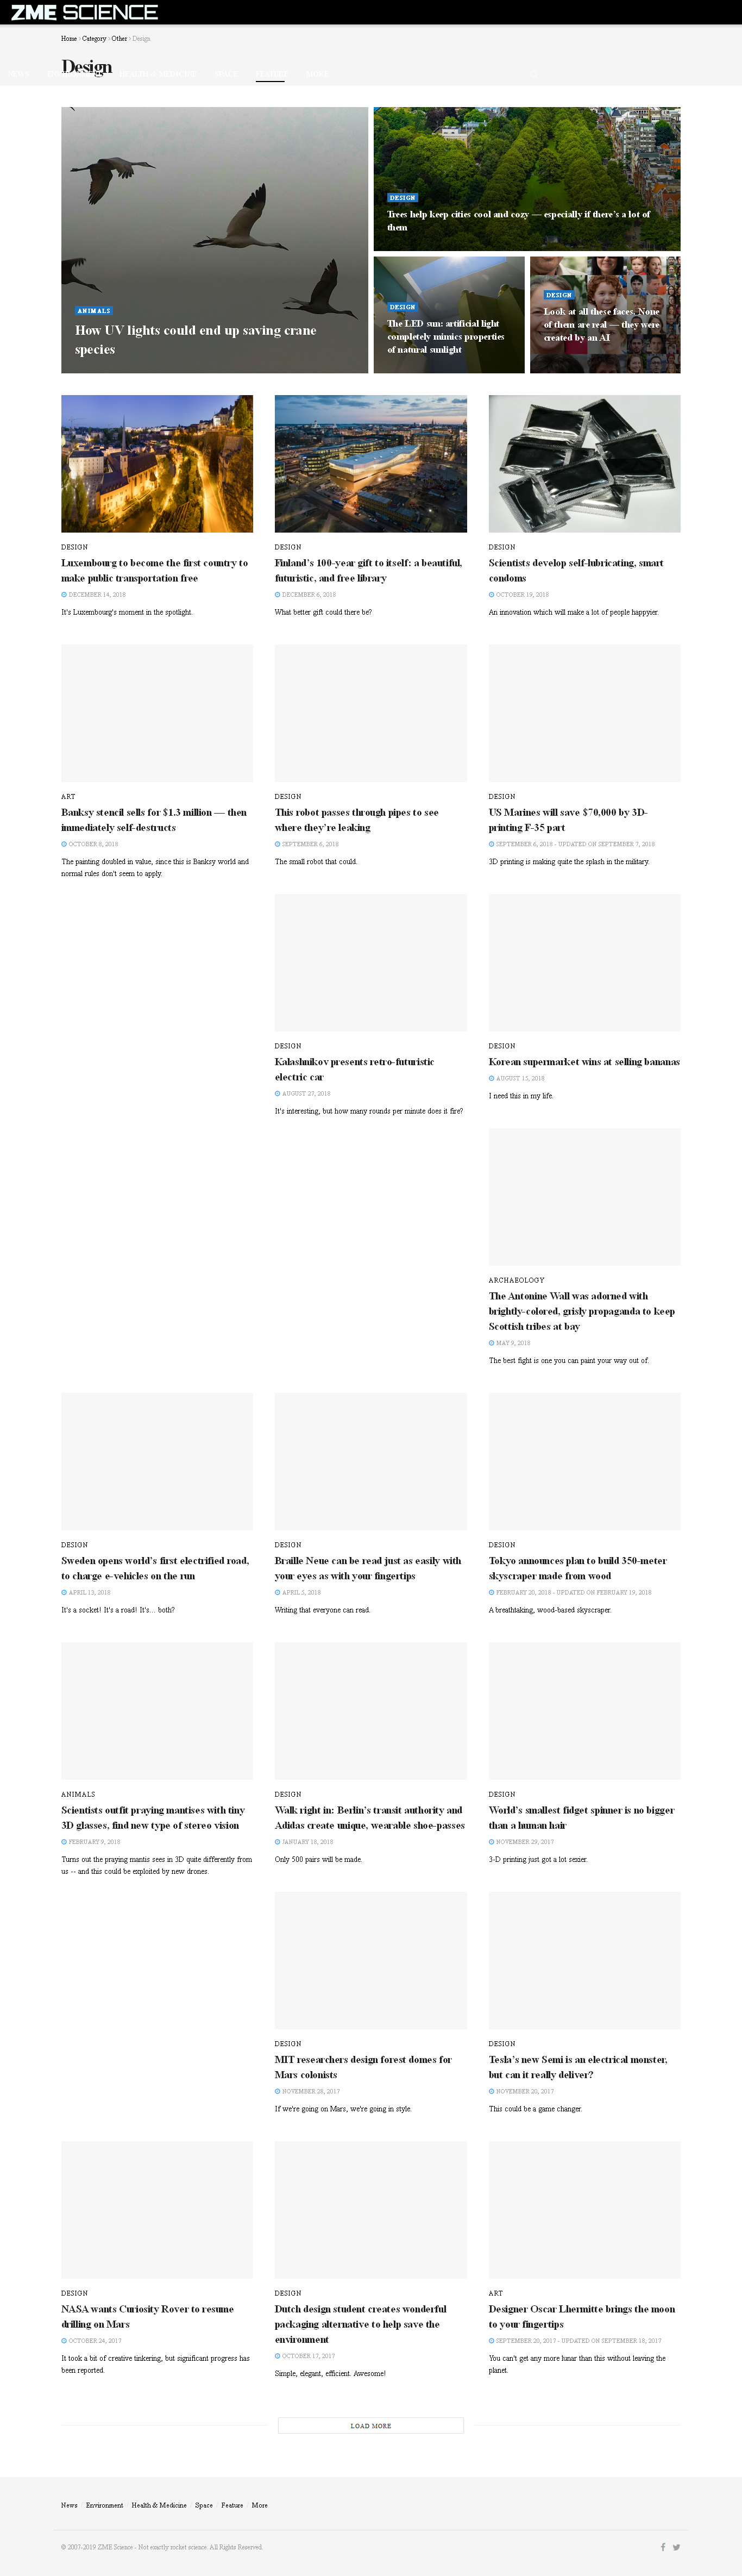 ZME SCIENCE
Home > Category > Other > Design
Design
ANIMALS
How UV lights could end up saving crane
species
DESIGN
Trees help keep cities cool and cozy — especially if there's a lot of
them
DESIGN
The LED sun: artificial light
completely mimics properties
of natural sunlight
DESIGN
Look at all these faces. None
of them are real — they were
created by an AI
DESIGN
Luxembourg to become the first country to
make public transportation free
DECEMBER 14, 2018
It's Luxembourg's moment in the spotlight.
DESIGN
Finland's 100-year gift to itself: a beautiful,
futuristic, and free library
DECEMBER 6, 2018
What better gift could there be?
DESIGN
Scientists develop self-lubricating, smart
condoms
OCTOBER 19, 2018
An innovation which will make a lot of people happyier.
ART
Banksy stencil sells for $1.3 million — then
immediately self-destructs
OCTOBER 8, 2018
The painting doubled in value, since this is Banksy world and
normal rules don't seem to apply.
DESIGN
This robot passes through pipes to see
where they're leaking
SEPTEMBER 6, 2018
The small robot that could.
DESIGN
US Marines will save $70,000 by 3D-
printing F-35 part
SEPTEMBER 6, 2018 - UPDATED ON SEPTEMBER 7, 2018
3D printing is making quite the splash in the military.
DESIGN
Kalashnikov presents retro-futuristic
electric car
AUGUST 27, 2018
It's interesting, but how many rounds per minute does it fire?
DESIGN
Korean supermarket wins at selling bananas
AUGUST 13, 2018
I need this in my life.
ARCHAEOLOGY
The Antonine Wall was adorned with
brightly-colored, grisly propaganda to keep
Scottish tribes at bay
MAY 9, 2018
The best fight is one you can paint your way out of.
DESIGN
Sweden opens world's first electrified road,
to charge e-vehicles on the run
APRIL 13, 2018
It's a socket! It's a road! It's... both?
DESIGN
Braille Neue can be read just as easily with
your eyes as with your fingertips
APRIL 5, 2018
Writing that everyone can read.
DESIGN
Tokyo announces plan to build 350-meter
skyscraper made from wood
FEBRUARY 20, 2018 - UPDATED ON FEBRUARY 19, 2018
A breathtaking, wood-based skyscraper.
ANIMALS
Scientists outfit praying mantises with tiny
3D glasses, find new type of stereo vision
FEBRUARY 9, 2018
Turns out the praying mantis sees in 3D quite differently from
us -- and this could be exploited by new drones.
DESIGN
Walk right in: Berlin's transit authority and
Adidas create unique, wearable shoe-passes
JANUARY 18, 2018
Only 500 pairs will be made.
DESIGN
World's smallest fidget spinner is no bigger
than a human hair
NOVEMBER 29, 2017
3-D printing just got a lot sexier.
DESIGN
MIT researchers design forest domes for
Mars colonists
NOVEMBER 28, 2017
If we're going on Mars, we're going in style.
DESIGN
Tesla's new Semi is an electrical monster,
but can it really deliver?
NOVEMBER 20, 2017
This could be a game changer.
DESIGN
NASA wants Curiosity Rover to resume
drilling on Mars
OCTOBER 24, 2017
It took a bit of creative tinkering, but significant progress has
been reported.
DESIGN
Dutch design student creates wonderful
packaging alternative to help save the
environment
OCTOBER 17, 2017
Simple, elegant, efficient. Awesome!
ART
Designer Oscar Lhermitte brings the moon
to your fingertips
SEPTEMBER 20, 2017 - UPDATED ON SEPTEMBER 18, 2017
You can't get any more lunar than this without leaving the
planet.
LOAD MORE
News / Environment / Health & Medicine / Space / Feature / More
© 2007-2019 ZME Science - Not exactly rocket science. All Rights Reserved.